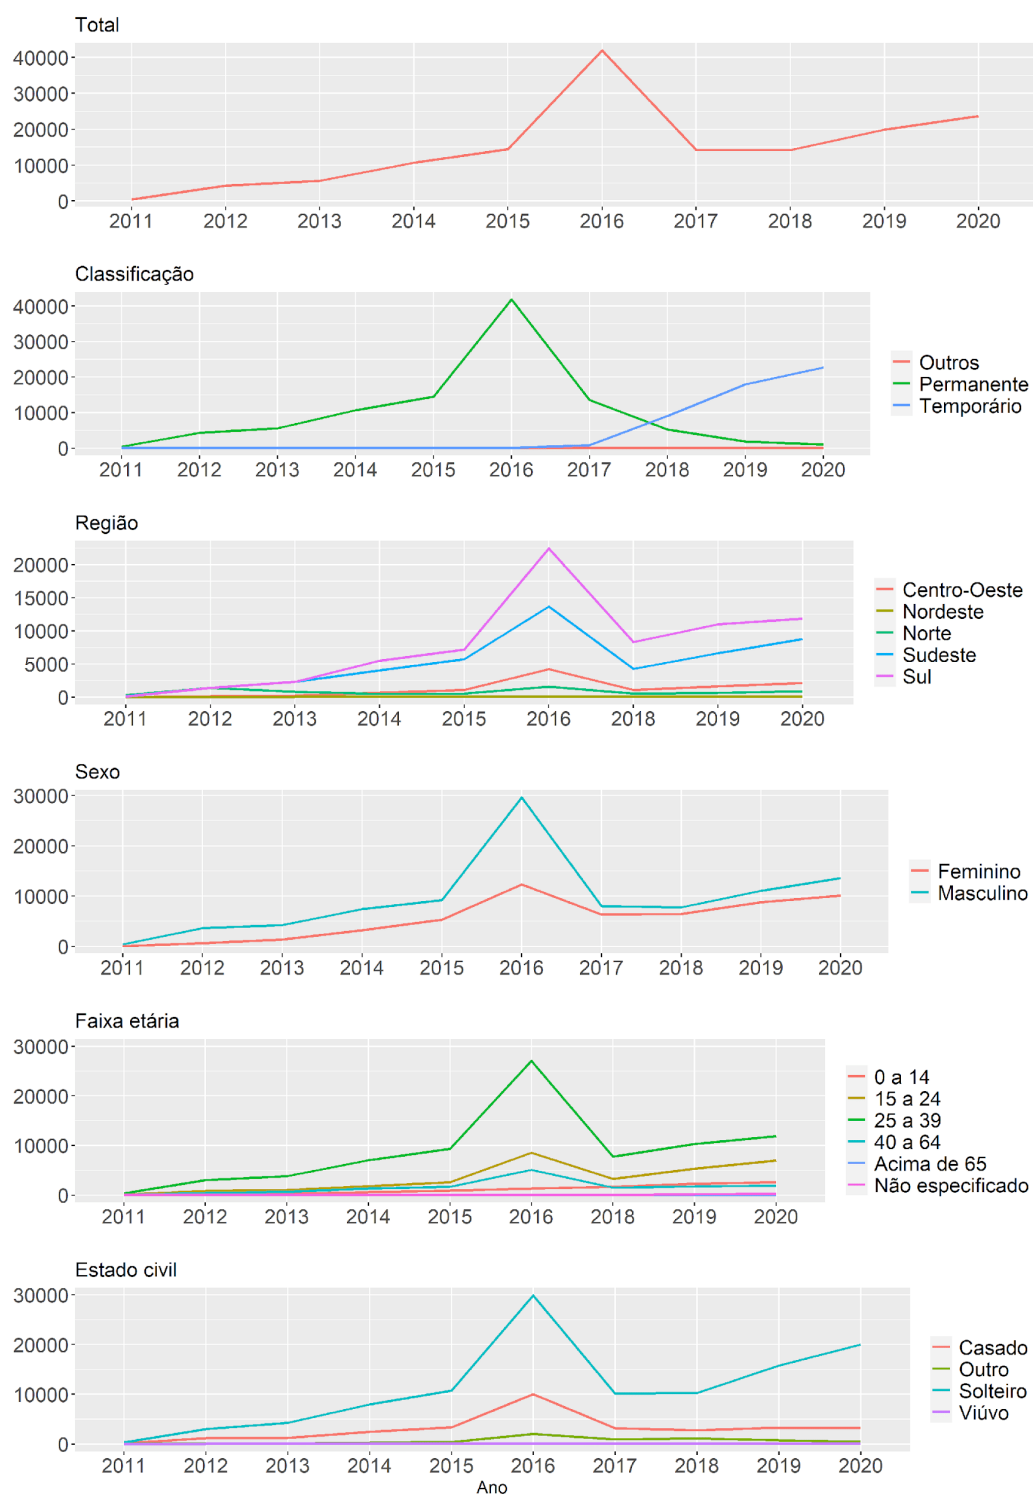 Total
40000
30000
20000
10000
0
2011 2012 2013 2014 2015 2016 2017 2018 2019 2020
Classificação
40000
30000
20000
10000
0
2011 2012 2013 2014 2015 2016 2017 2018 2019 2020
Outros
Permanente
Temporário
Região
20000
15000
10000
5000
0
2011 2012 2013 2014 2015 2016 2018 2019 2020
Centro-Oeste
Nordeste
Norte
Sudeste
Sul
Sexo
30000
20000
10000
0
2011 2012 2013 2014 2015 2016 2017 2018 2019 2020
Feminino
Masculino
Faixa etária
30000
20000
10000
0
2011 2012 2013 2014 2015 2016 2018 2019 2020
0 a 14
15 a 24
25 a 39
40 a 64
Acima de 65
Não especificado
Estado civil
30000
20000
10000
0
2011 2012 2013 2014 2015 2016 2017 2018 2019 2020
Casado
Outro
Solteiro
Viúvo
Ano